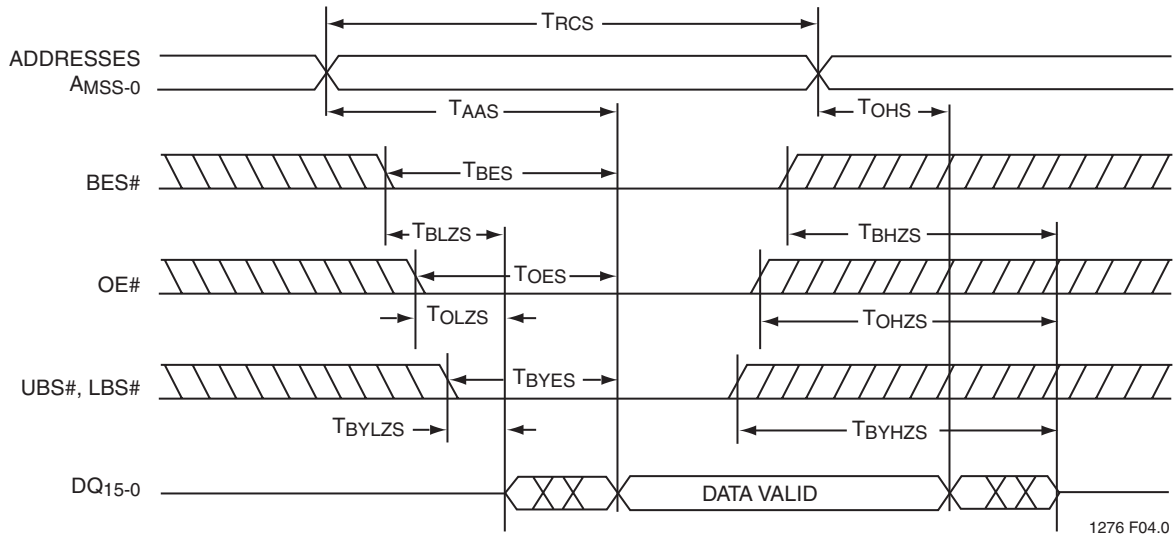 TRCS
ADDRESSES
AMSS-0
TAAS
TOHS
BES#
TBES
TBLZS
TBHZS
OE#
TOES
TOLZS
TOHZS
UBS#, LBS#
TBYES
TBYLZS
TBYHZS
DQ15-0
DATA VALID
1276 F04.0